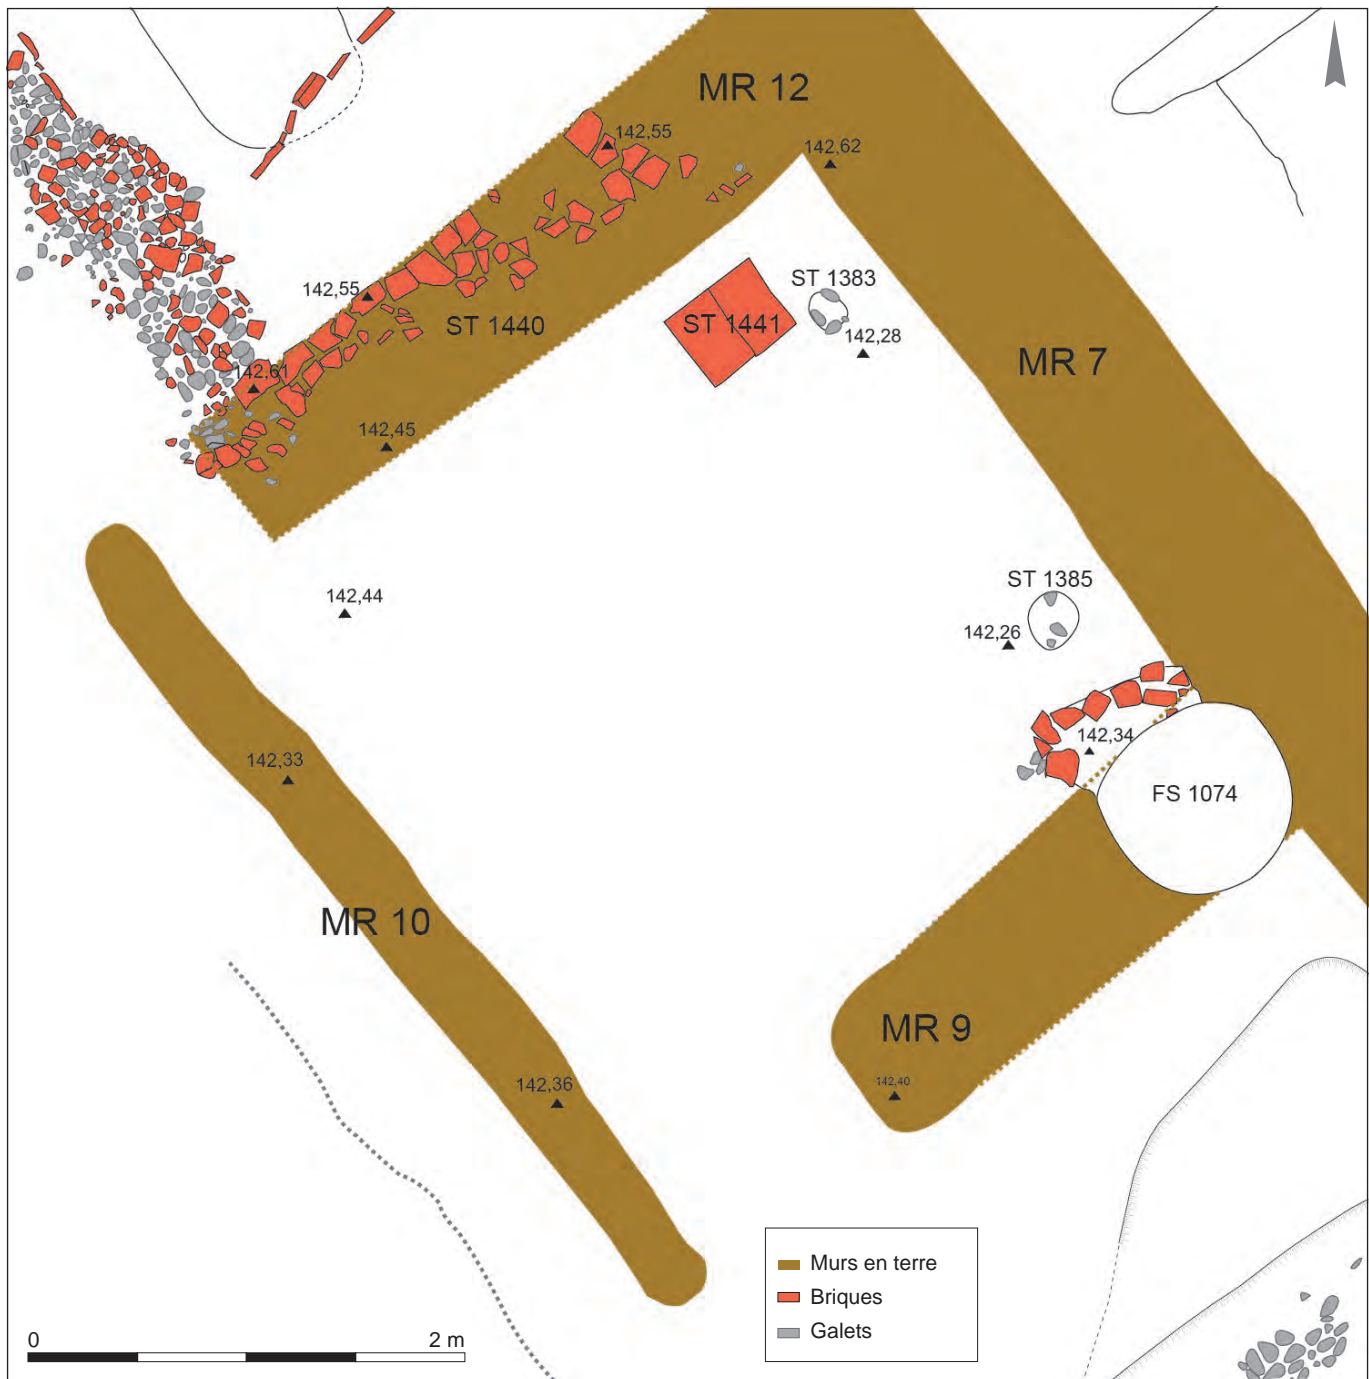 MR 12
142,55
142,62
ST 1383
142,55
ST 1440
ST 1441
142,28
MR 7
142,61
142,45
ST 1385
142,44
142,26
142,34
142,33
FS 1074
MR 10
MR 9
142,36
142,40
Murs en terre
Briques
Galets
0 2 m